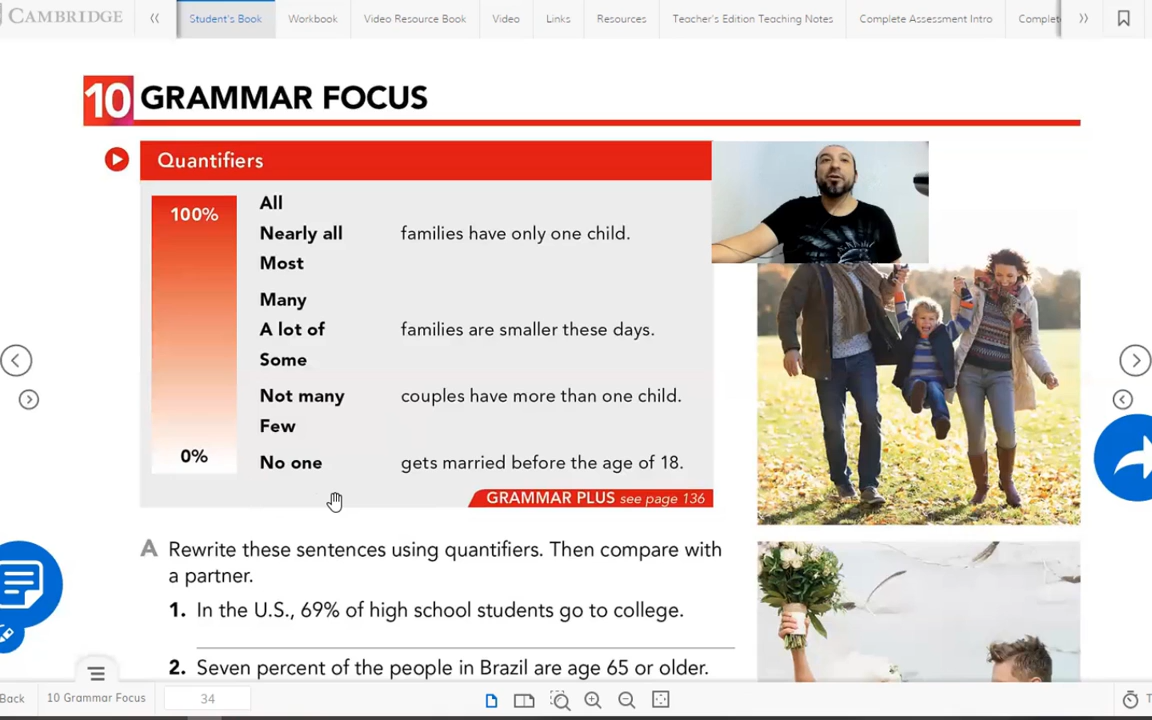 CAMBRIDGE
Student's Book
Workbook
Video Resource Book
Video
Links
Resources
Teacher's Edition Teaching Notes
Complete Assessment Intro
Complet
10 GRAMMAR FOCUS
Quantifiers
100%
All
Nearly all families have only one child.
Most
Many
A lot of families are smaller these days.
Some
Not many couples have more than one child.
Few
0%
No one gets married before the age of 18.
GRAMMAR PLUS see page 136
A Rewrite these sentences using quantifiers. Then compare with
a partner.
1. In the U.S., 69% of high school students go to college.
2. Seven percent of the people in Brazil are age 65 or older.
Back
10 Grammar Focus
34
T